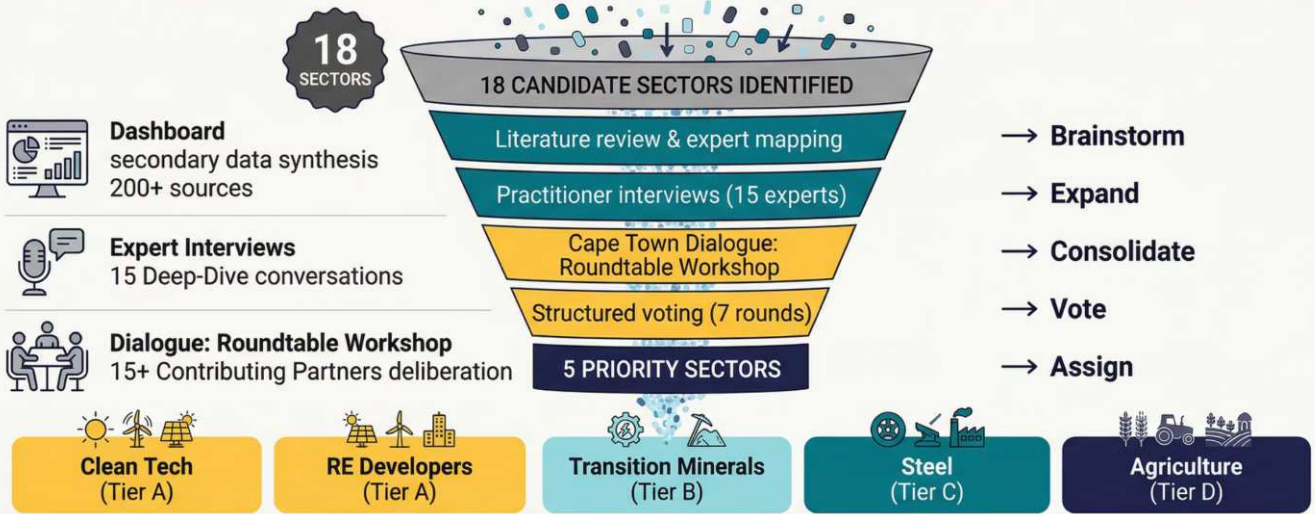 18
SECTORS
18 CANDIDATE SECTORS IDENTIFIED
Dashboard
secondary data synthesis
200+ sources
Expert Interviews
15 Deep-Dive conversations
Dialogue: Roundtable Workshop
15+ Contributing Partners deliberation
Literature review & expert mapping
Practitioner interviews (15 experts)
Cape Town Dialogue:
Roundtable Workshop
Structured voting (7 rounds)
5 PRIORITY SECTORS
→ Brainstorm
→ Expand
→ Consolidate
→ Vote
→ Assign
Clean Tech
(Tier A)
RE Developers
(Tier A)
Transition Minerals
(Tier B)
Steel
(Tier C)
Agriculture
(Tier D)